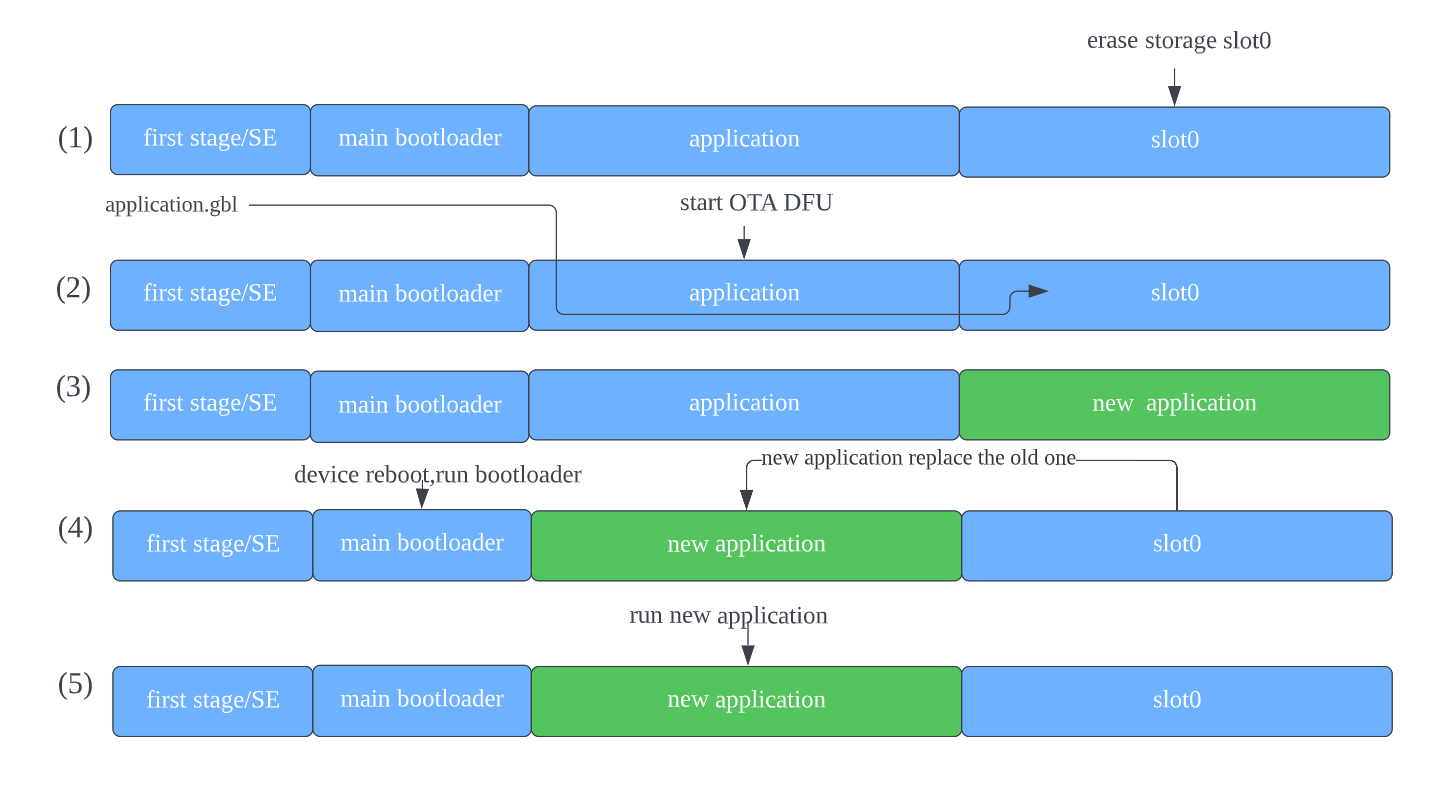 erase storage slot0
(1)
first stage/SE
main bootloader
application
slot0
application.gbl
start OTA DFU
(2)
first stage/SE
main bootloader
application
slot0
(3)
first stage/SE
main bootloader
application
new  application
new application replace the old one
device reboot,run bootloader
(4)
first stage/SE
main bootloader
new application
slot0
run new application
(5)
first stage/SE
main bootloader
new application
slot0